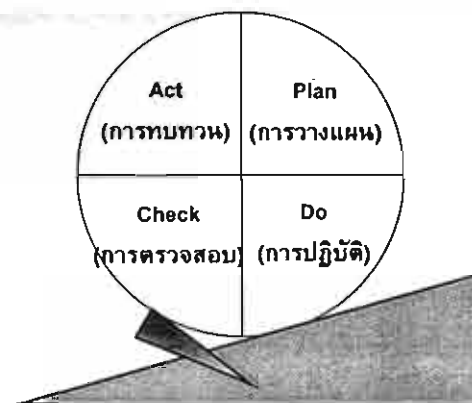 Act
(การทบทวน)
Plan
(การวางแผน)
Check
(การตรวจสอบ)
Do
(การปฏิบัติ)